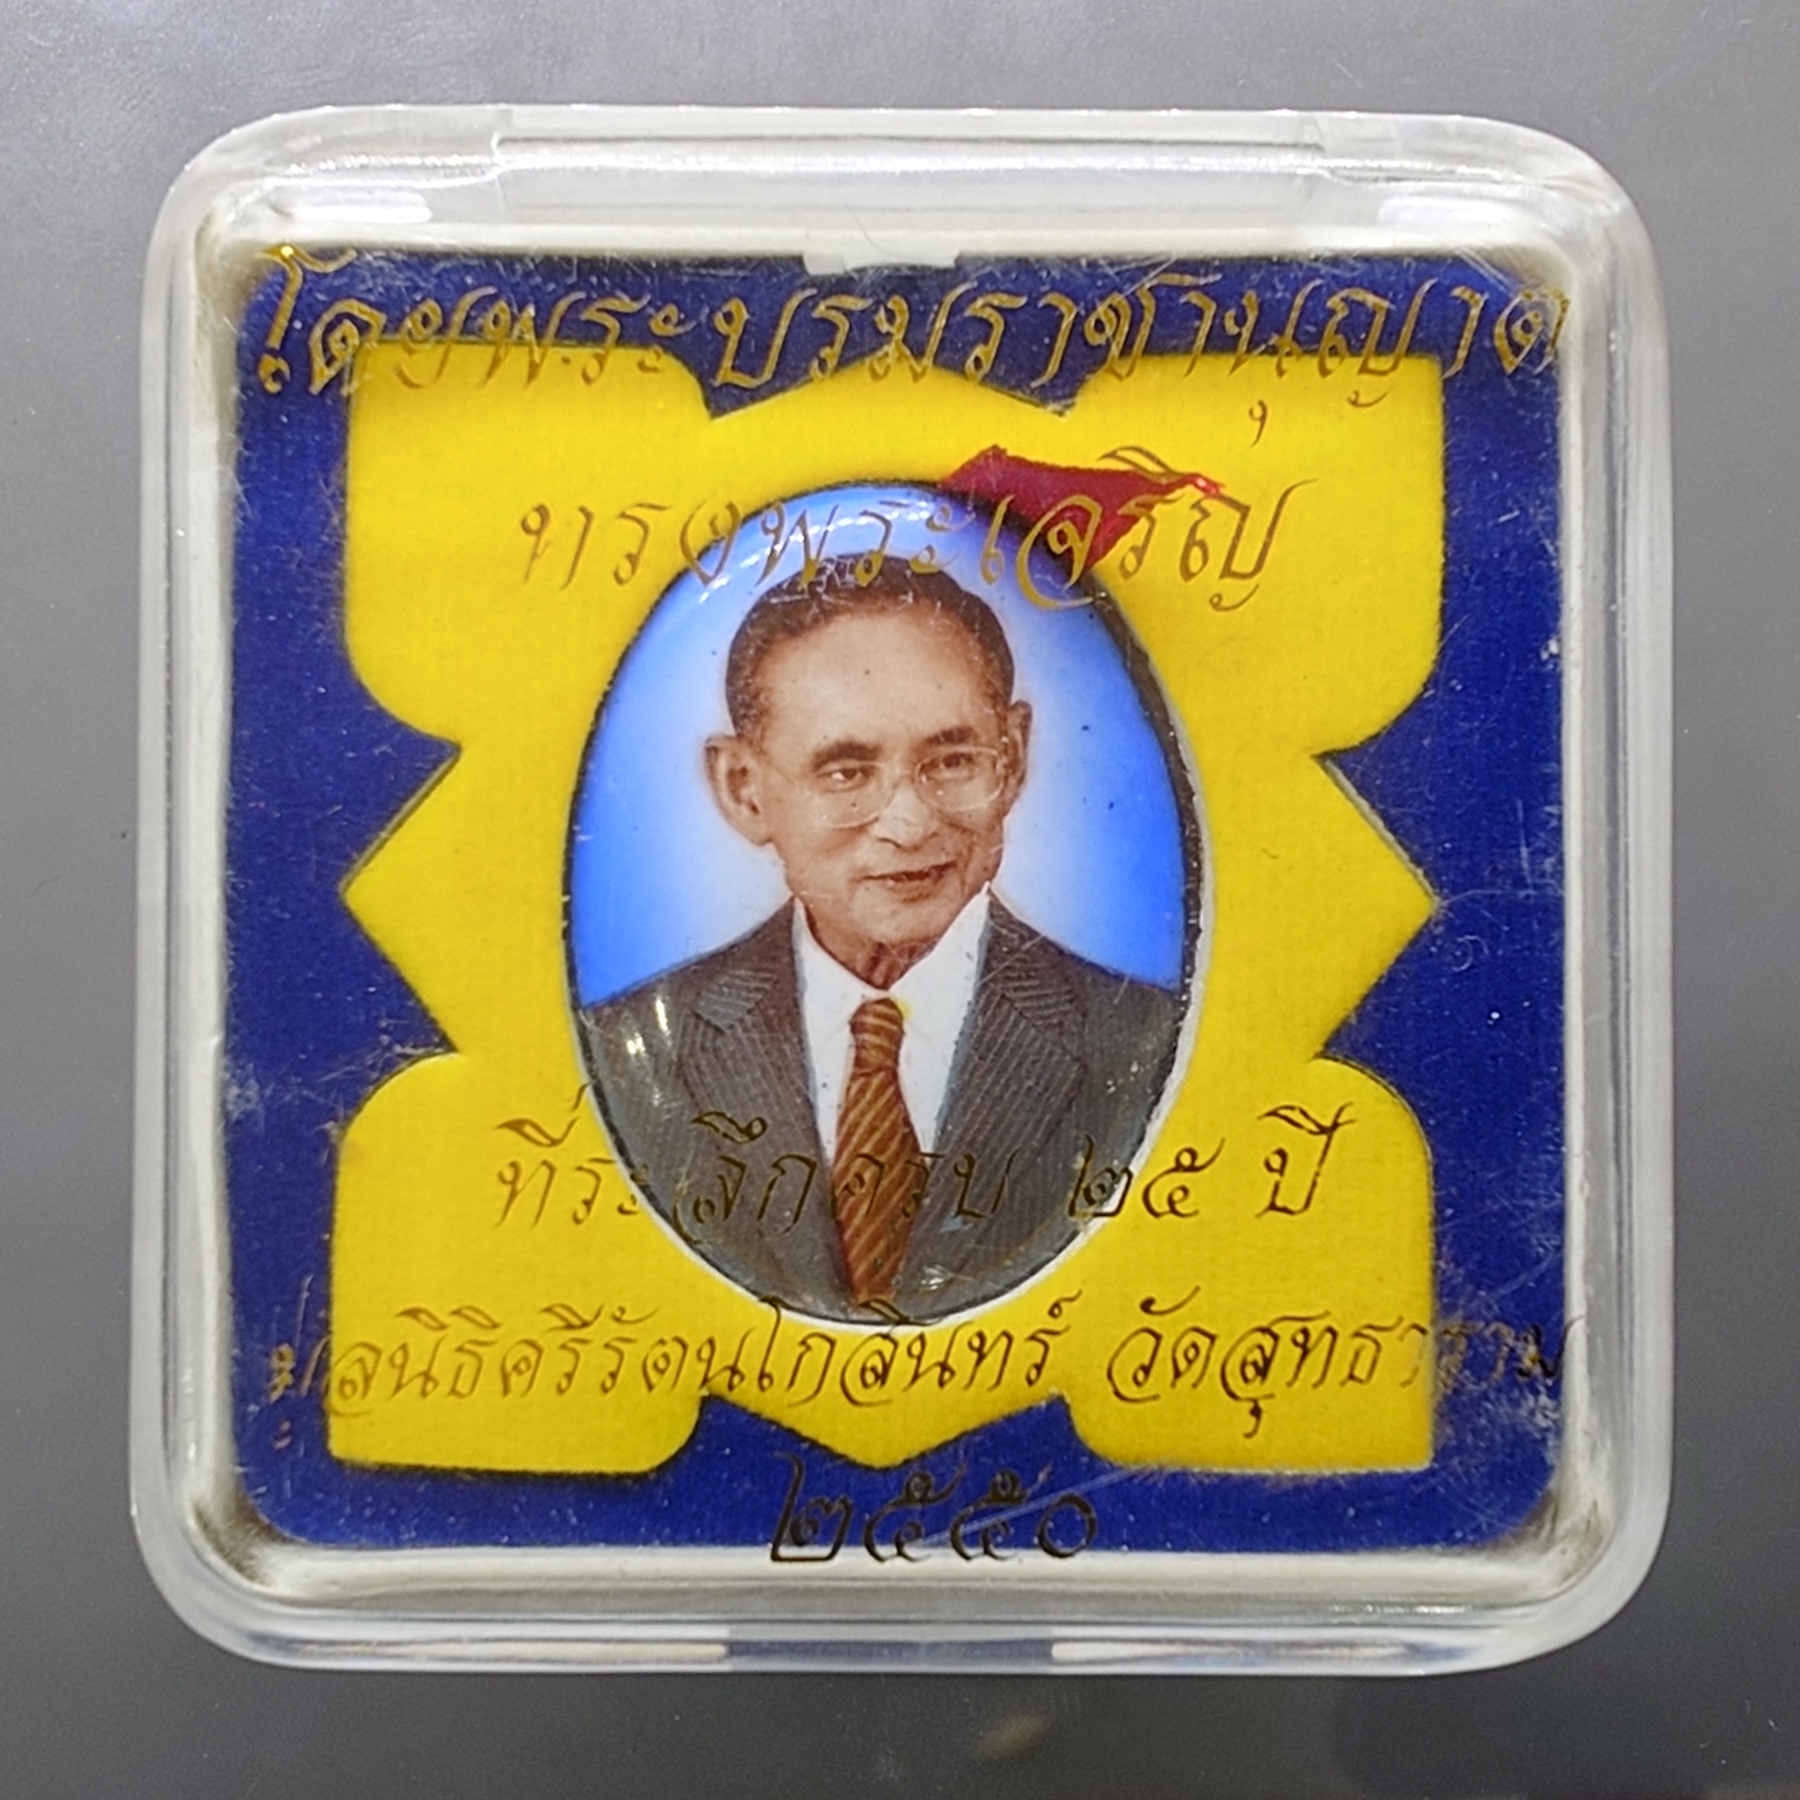 โดยพระบรมราชานุญาต
ทรงพระเจริญ
ที่ระลึกครบ ๒๕ ปี
มูลนิธิศรีรัตนโกสินทร์ วัดสุทธาราม
๒๕๕๐